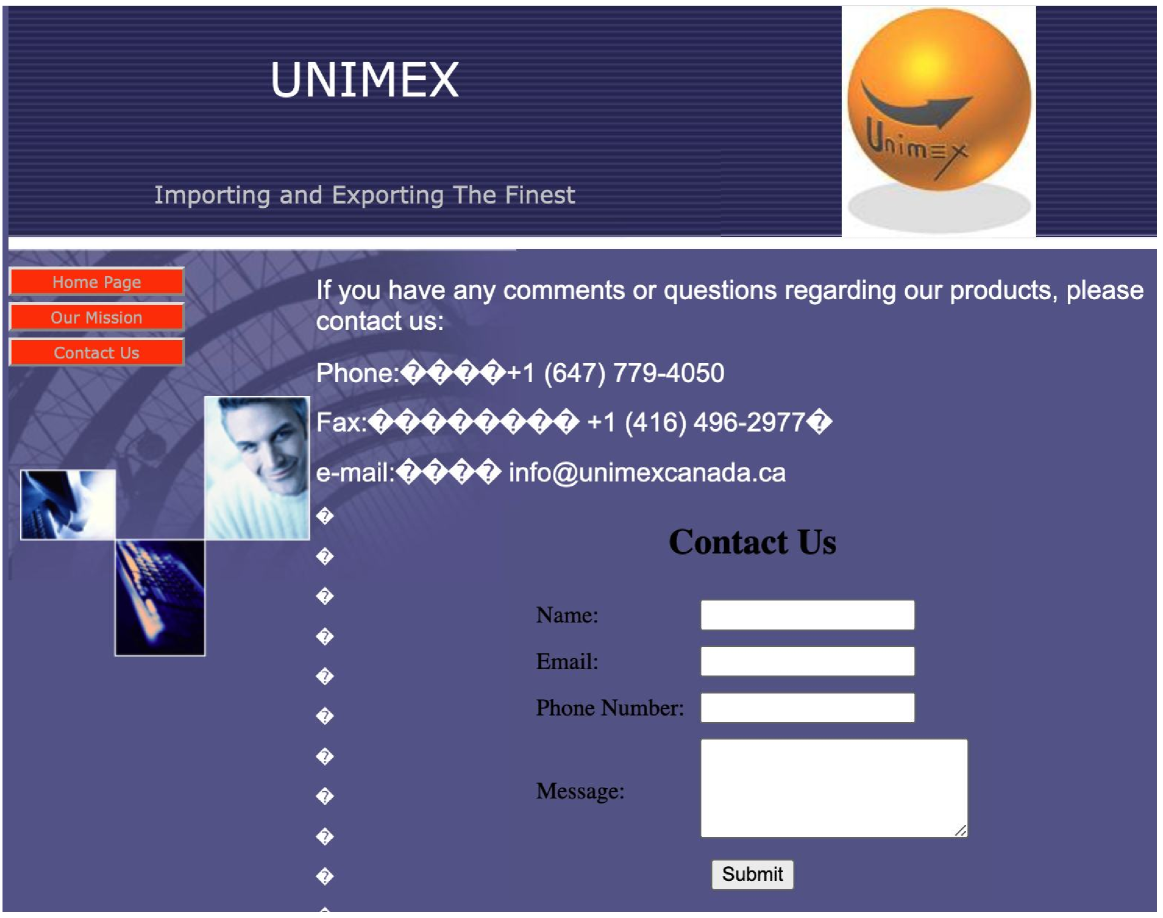 UNIMEX
Unimex
Importing and Exporting The Finest
Home Page
Our Mission
Contact Us
If you have any comments or questions regarding our products, please
contact us:
Phone:����+1 (647) 779-4050
Fax:�������� +1 (416) 496-2977�
e-mail:���� info@unimexcanada.ca
�
�
�
�
�
�
�
�
�
�
�
Contact Us
Name:
Email:
Phone Number:
Message:
Submit